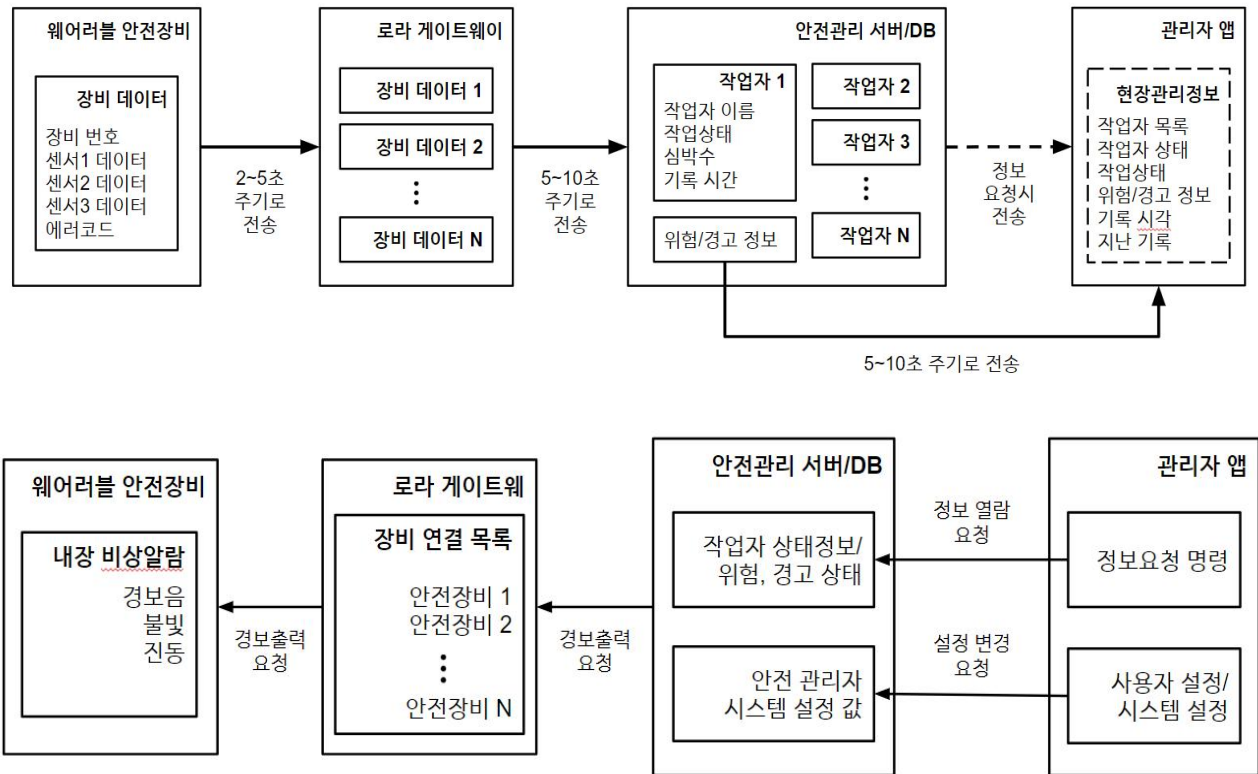 웨어러블 안전장비
장비 데이터
장비 번호
센서1 데이터
센서2 데이터
센서3 데이터
에러코드
2~5초
주기로
전송
로라 게이트웨이
장비 데이터 1
장비 데이터 2
⋮
장비 데이터 N
5~10초
주기로
전송
안전관리 서버/DB
작업자 1
작업자 이름
작업상태
심박수
기록 시간
위험/경고 정보
작업자 2
작업자 3
⋮
작업자 N
정보
요청시
전송
관리자 앱
현장관리정보
작업자 목록
작업자 상태
작업상태
위험/경고 정보
기록 시각
지난 기록
5~10초 주기로 전송
웨어러블 안전장비
내장 비상알람
경보음
불빛
진동
경보출력
요청
로라 게이트웨
장비 연결 목록
안전장비 1
안전장비 2
⋮
안전장비 N
경보출력
요청
안전관리 서버/DB
작업자 상태정보/
위험, 경고 상태
안전 관리자
시스템 설정 값
정보 열람
요청
설정 변경
요청
관리자 앱
정보요청 명령
사용자 설정/
시스템 설정